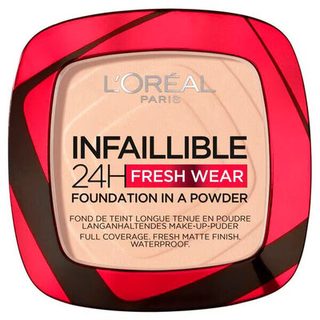 L'ORÉAL
PARIS
INFAILLIBLE
24H FRESH WEAR
FOUNDATION IN A POWDER
FOND DE TEINT LONGUE TENUE EN POUDRE
LANGANHALTENDES MAKE-UP-PUDER
FULL COVERAGE. FRESH MATTE FINISH.
WATERPROOF.